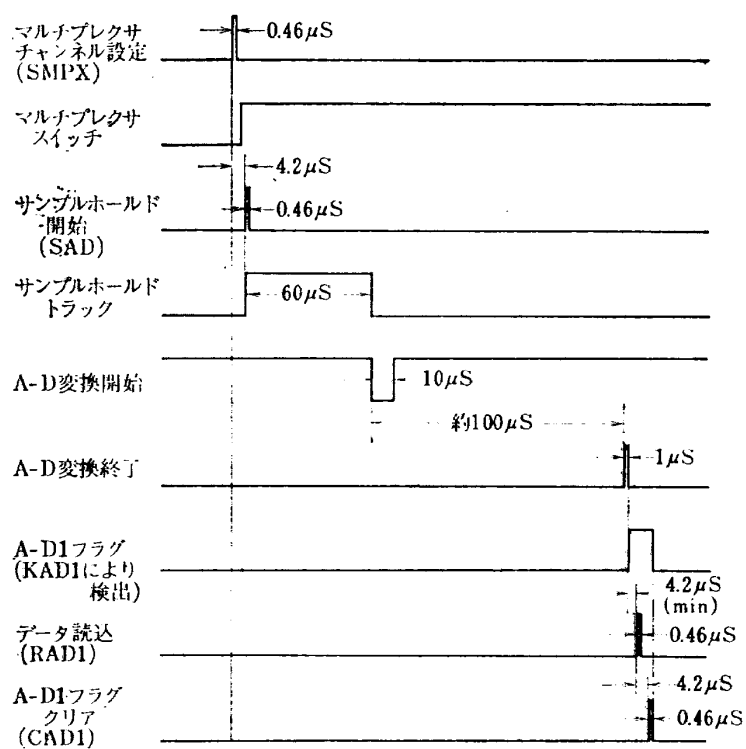 マルチプレクサ
チャンネル設定
(SMPX)
0.46μS
マルチプレクサ
スイッチ
4.2μS
サンプルホールド
開始
(SAD)
0.46μS
サンプルホールド
トラック
60μS
A-D変換開始
10μS
約100μS
A-D変換終了
1μS
A-D1フラグ
(KAD1により
検出)
4.2μS
(min)
データ読込
(RAD1)
0.46μS
4.2μS
A-D1フラグ
クリア
(CAD1)
0.46μS